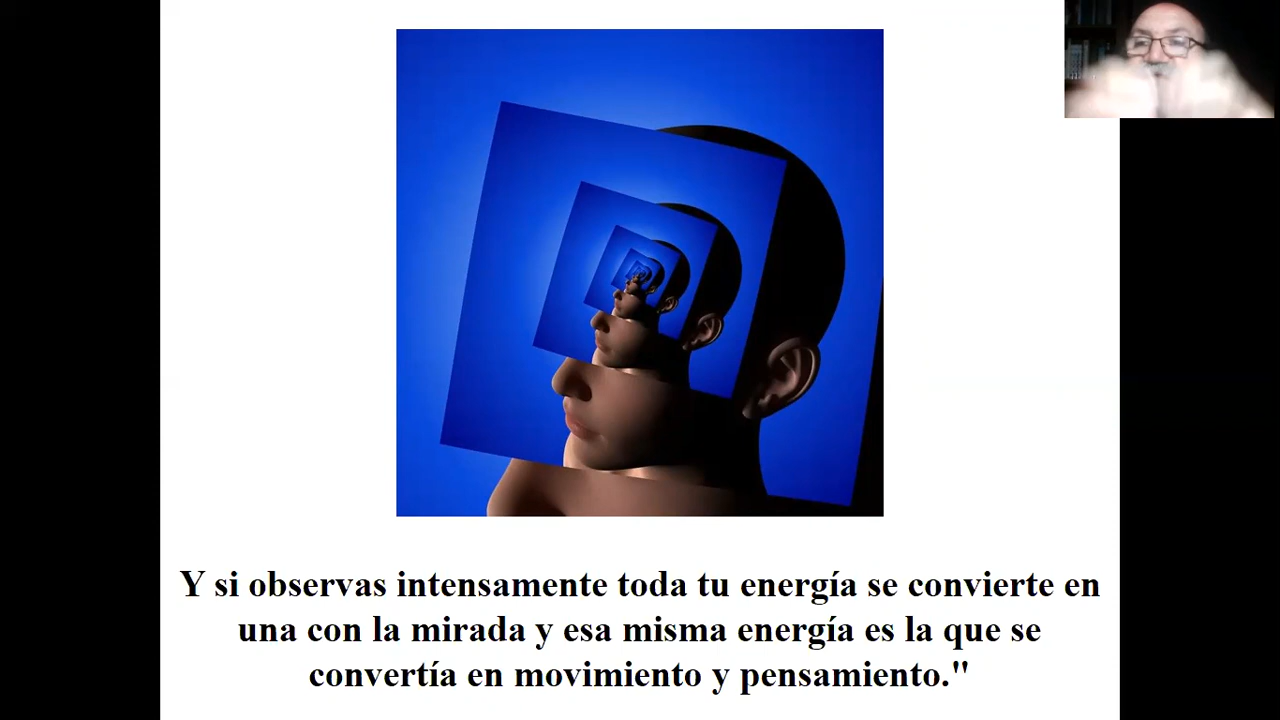 Y si observas intensamente toda tu energía se convierte en
una con la mirada y esa misma energía es la que se
convertía en movimiento y pensamiento."